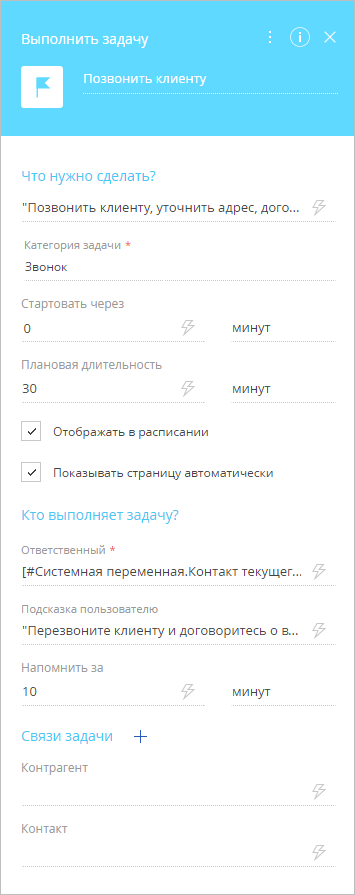 Выполнить задачу
Позвонить клиенту
Что нужно сделать?
"Позвонить клиенту, уточнить адрес, дого...
Категория задачи *
Звонок
Стартовать через
0 минут
Плановая длительность
30 минут
Отображать в расписании
Показывать страницу автоматически
Кто выполняет задачу?
Ответственный *
[#Системная переменная.Контакт текущег...
Подсказка пользователю
"Перезвоните клиенту и договоритесь о в...
Напомнить за
10 минут
Связи задачи
Контрагент
Контакт